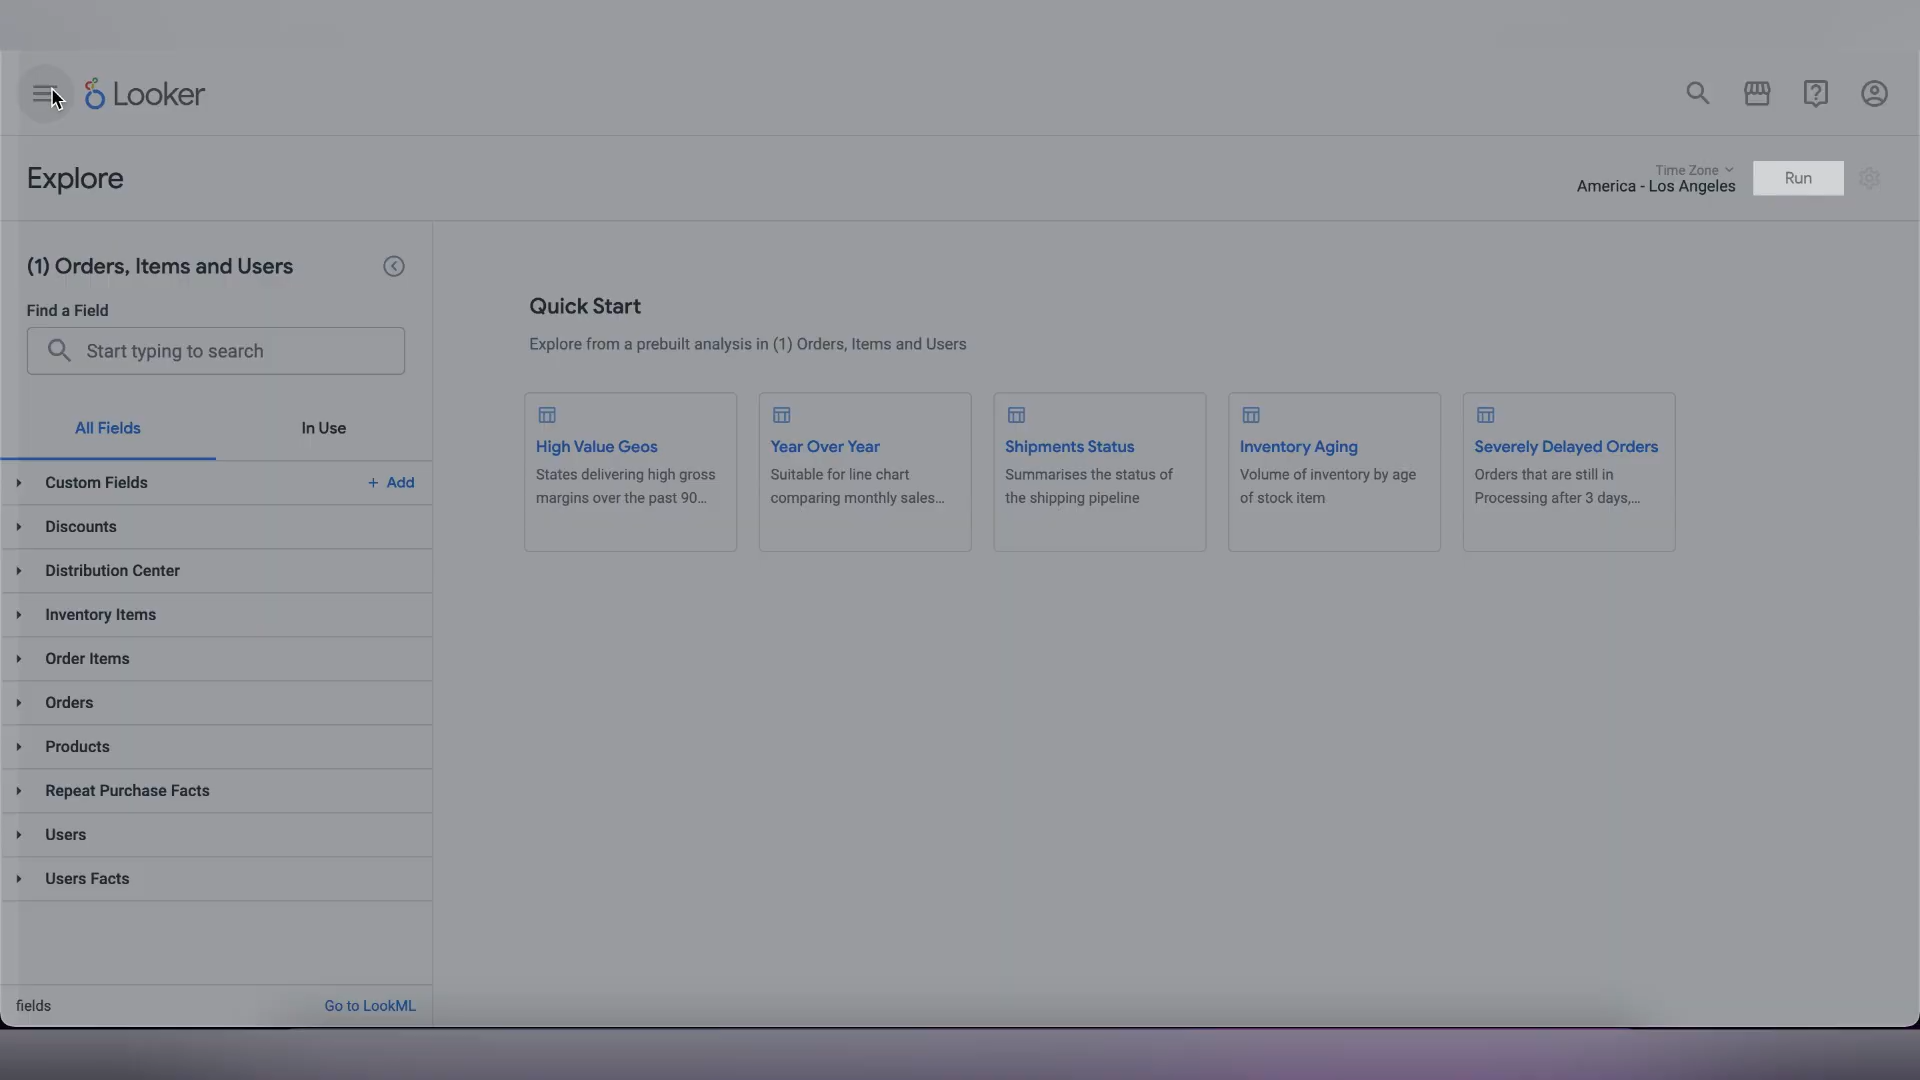 Looker
Explore
Time Zone
America - Los Angeles
Run
(1) Orders, Items and Users
Find a Field
Start typing to search
All Fields
In Use
Custom Fields
+ Add
Discounts
Distribution Center
Inventory Items
Order Items
Orders
Products
Repeat Purchase Facts
Users
Users Facts
fields
Go to LookML
Quick Start
Explore from a prebuilt analysis in (1) Orders, Items and Users
High Value Geos
States delivering high gross
margins over the past 90...
Year Over Year
Suitable for line chart
comparing monthly sales...
Shipments Status
Summarises the status of
the shipping pipeline
Inventory Aging
Volume of inventory by age
of stock item
Severely Delayed Orders
Orders that are still in
Processing after 3 days,...